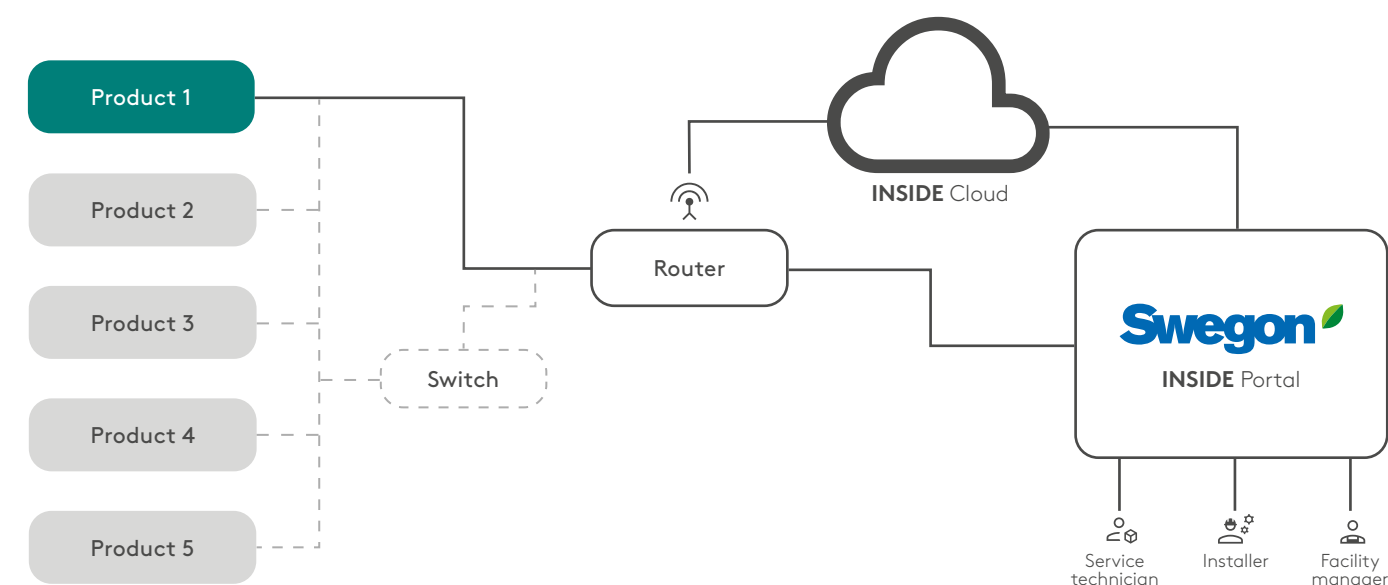 Product 1
Product 2
Product 3
Product 4
Product 5
Switch
Router
INSIDE Cloud
Swegon
INSIDE Portal
Service
technician
Installer
Facility
manager